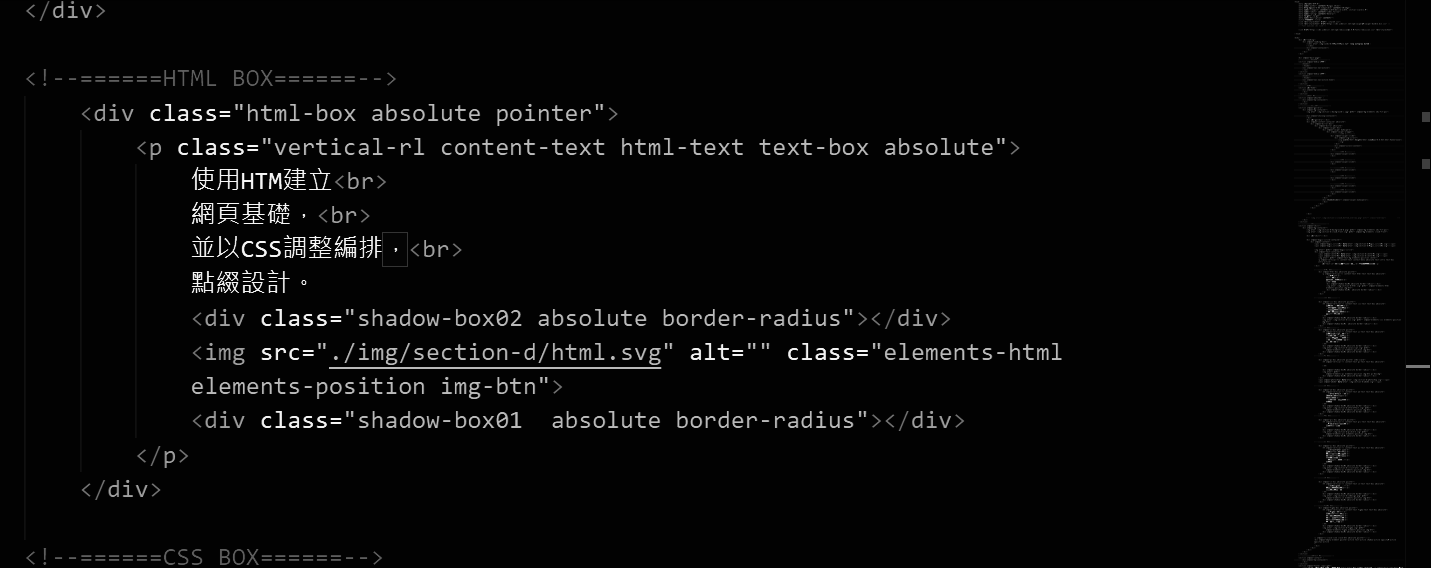 </div>
<!--======HTML BOX======-->
<div class="html-box absolute pointer">
<p class="vertical-rl content-text html-text text-box absolute">
使用HTM建立<br>
網頁基礎，<br>
並以CSS調整編排，<br>
點綴設計。
<div class="shadow-box02 absolute border-radius"></div>
<img src="./img/section-d/html.svg" alt="" class="elements-html
elements-position img-btn">
<div class="shadow-box01  absolute border-radius"></div>
</p>
</div>
<!--======CSS BOX======-->